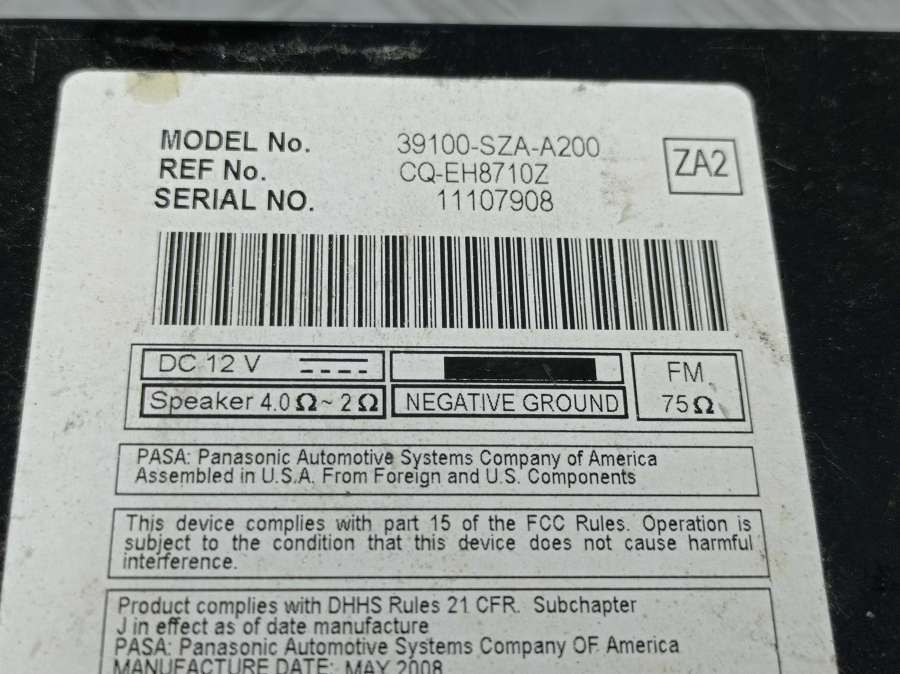 MODEL No. 39100-SZA-A200
REF No. CQ-EH8710Z
SERIAL NO. 11107908
ZA2
DC 12 V
Speaker 4.0Ω~2Ω
NEGATIVE GROUND
FM
75Ω
PASA: Panasonic Automotive Systems Company of America
Assembled in U.S.A. From Foreign and U.S. Components
This device complies with part 15 of the FCC Rules. Operation is
subject to the condition that this device does not cause harmful
interference.
Product complies with DHHS Rules 21 CFR. Subchapter
J in effect as of date manufacture
PASA: Panasonic Automotive Systems Company OF America
MANUFACTURE DATE: MAY 2008